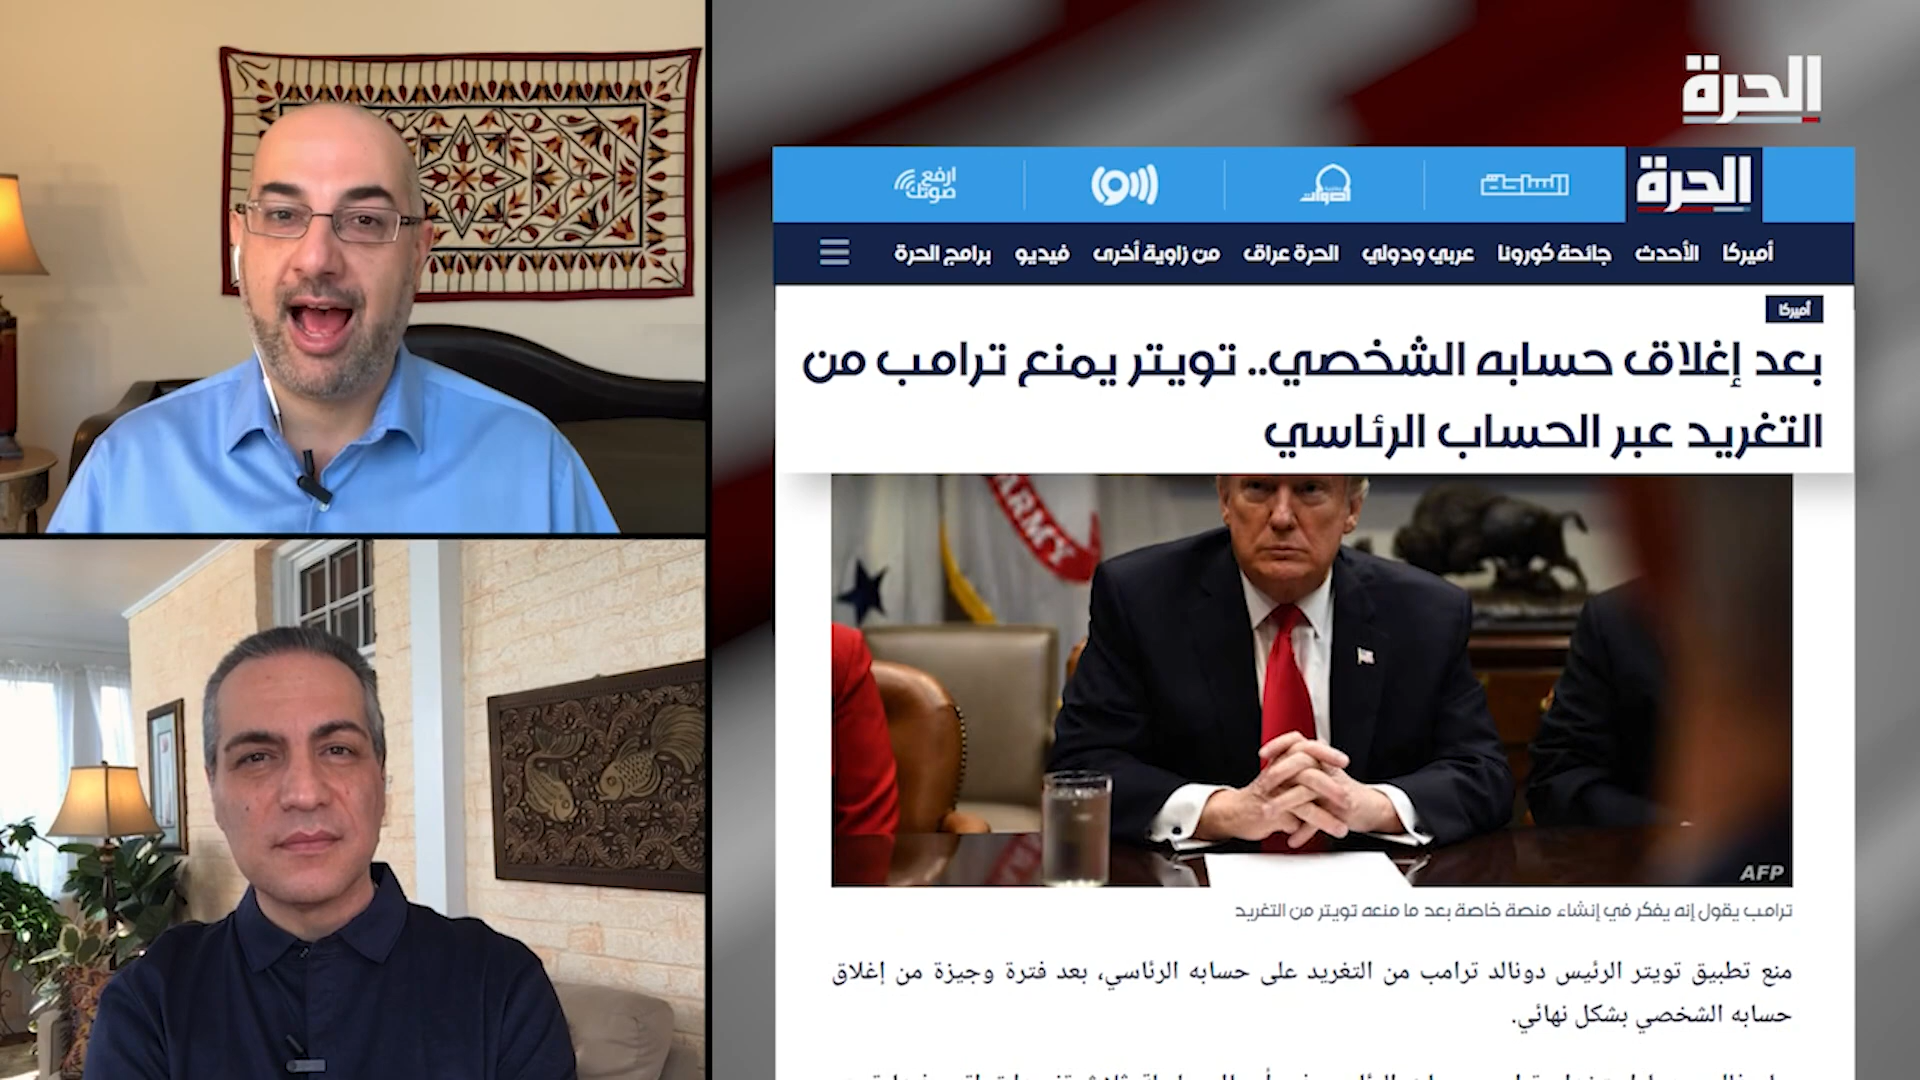 الحرة
الحرة
الساحة
أصوات
ارفع صوتك
أميركا الأحدث جائحة كورونا عربي ودولي الحرة عراق من زاوية أخرى فيديو برامج الحرة
أميركا
بعد إغلاق حسابه الشخصي.. تويتر يمنع ترامب من
التغريد عبر الحساب الرئاسي
ARMY
AFP
ترامب يقول إنه يفكر في إنشاء منصة خاصة بعد ما منعه تويتر من التغريد
منع تطبيق تويتر الرئيس دونالد ترامب من التغريد على حسابه الرئاسي، بعد فترة وجيزة من إغلاق
حسابه الشخصي بشكل نهائي.